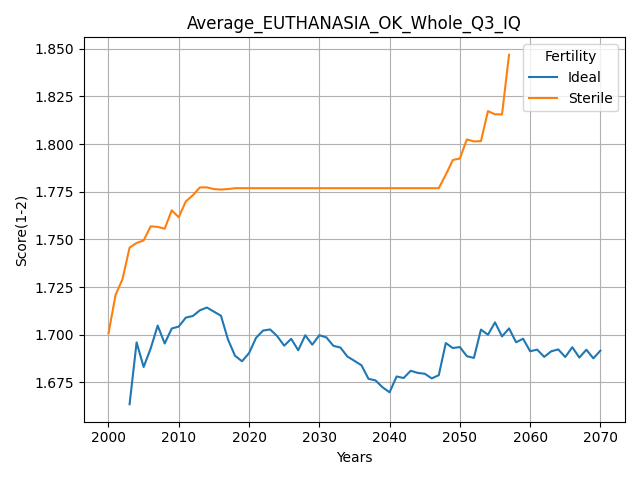 Average_EUTHANASIA_OK_Whole_Q3_IQ
Fertility
Ideal
Sterile
Score(1-2)
1.850
1.825
1.800
1.775
1.750
1.725
1.700
1.675
2000 2010 2020 2030 2040 2050 2060 2070
Years